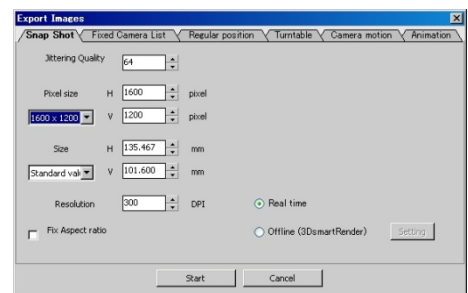 Export Images
Snap Shot Fixed Camera List Regular position Turntable Camera motion Animation
Jittering Quality 64
Pixel size H 1600 pixel
1600 x 1200 V 1200 pixel
Size H 135.467 mm
Standard valu V 101.600 mm
Resolution 300 DPI Real time
Fix Aspect ratio Offline (3DsmartRender) Setting
Start Cancel